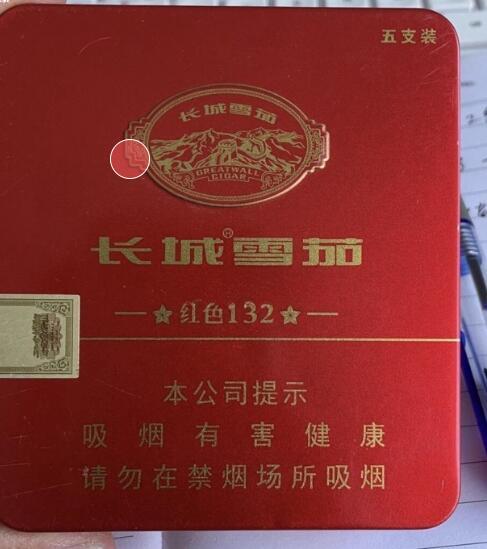 五支装
长城雪茄
GREATWALL
CIGAR
长城®雪茄
红色132
本公司提示
吸烟有害健康
请勿在禁烟场所吸烟